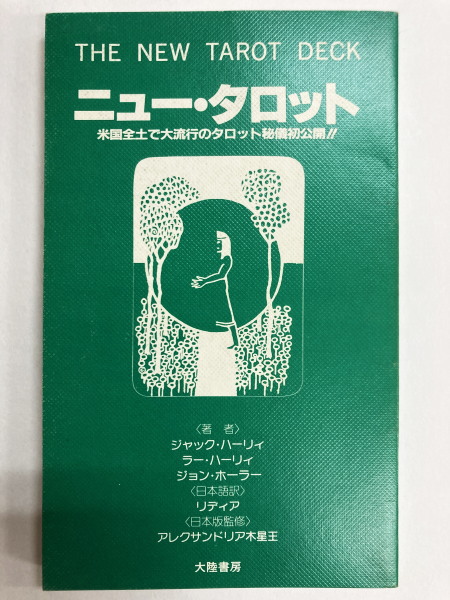 THE NEW TAROT DECK
ニュー・タロット
米国全土で大流行のタロット秘儀初公開!!
〈著 者〉
ジャック・ハーリィ
ラー・ハーリィ
ジョン・ホーラー
〈日本語訳〉
リディア
〈日本版監修〉
アレクサンドリア木星王
大陸書房